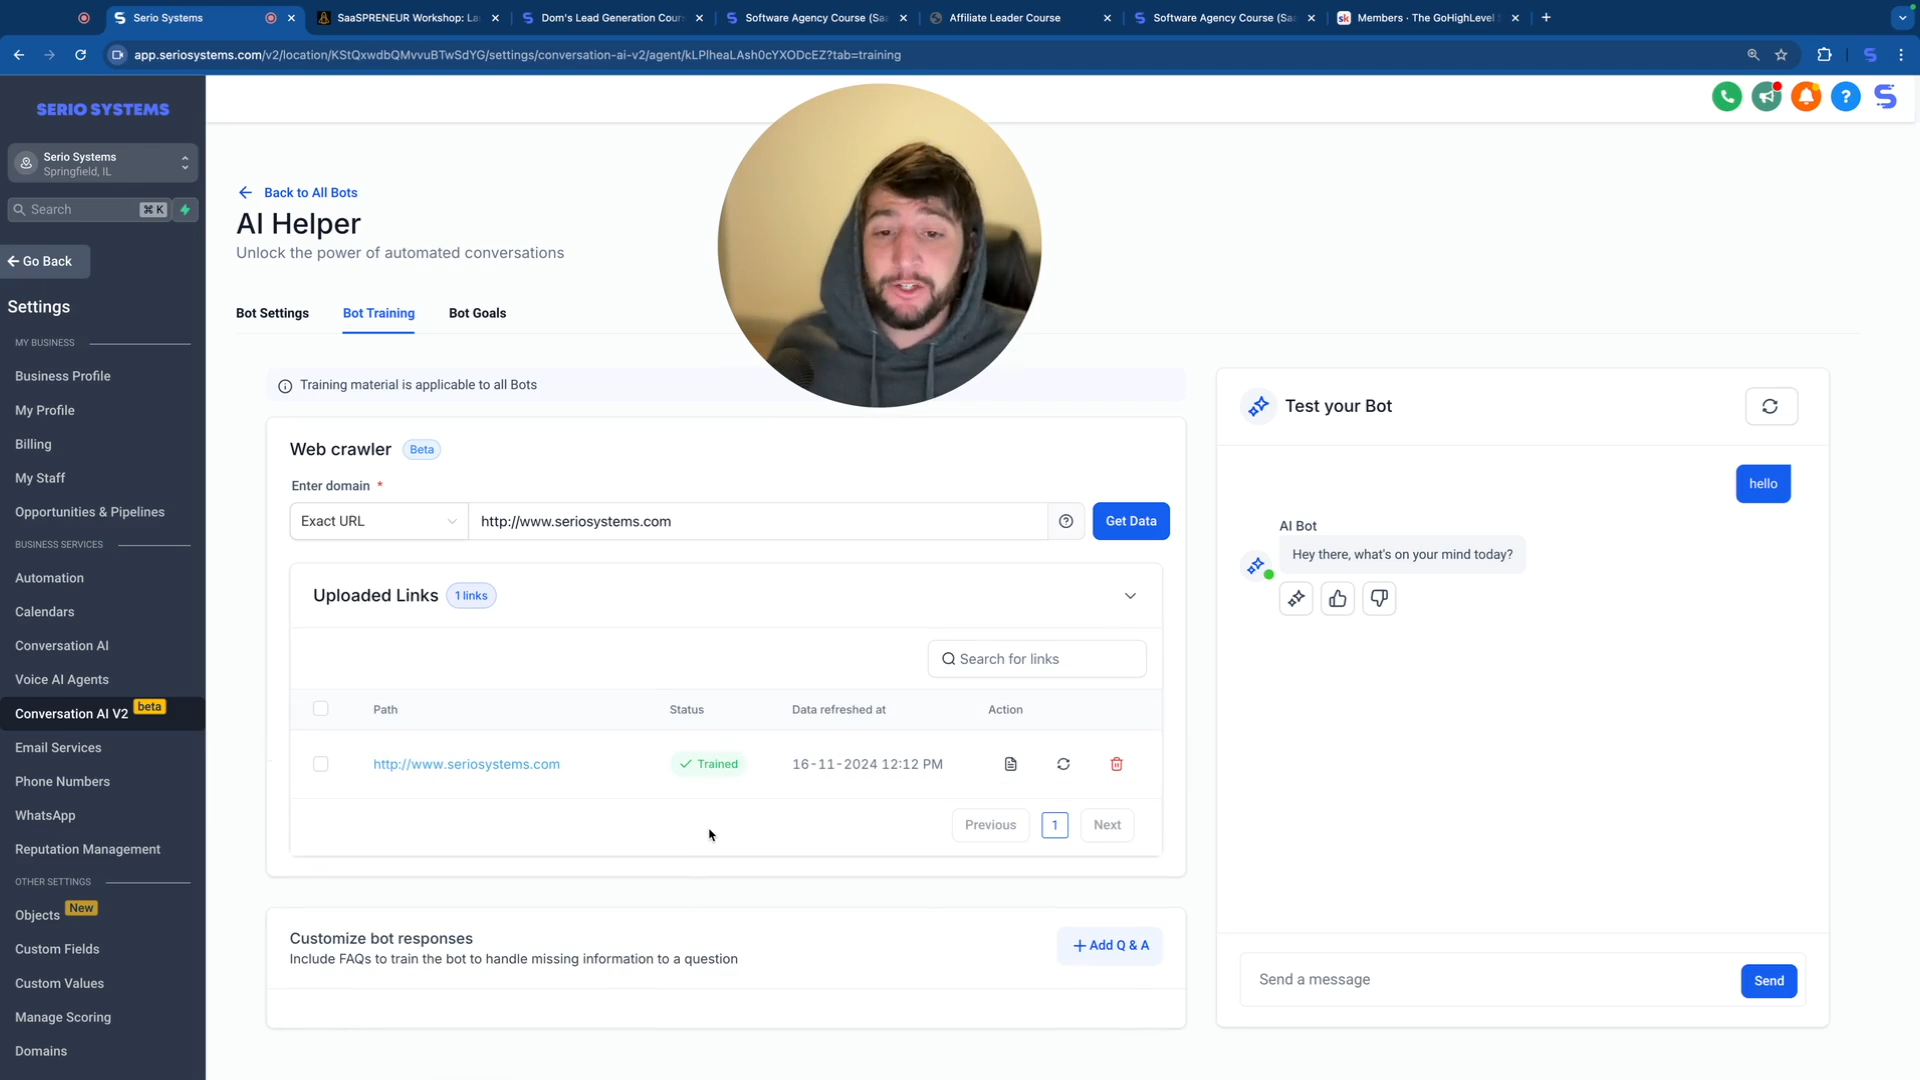 Serio Systems
SaaSPRENEUR Workshop: La
Dom's Lead Generation Cour
Software Agency Course (Saa
Affiliate Leader Course
Software Agency Course (Saa
Members · The GoHighLevel S
app.seriosystems.com/v2/location/KStQxwdbQMvvuBTwSdYG/settings/conversation-ai-v2/agent/kLPlheaLAsh0cYXODcEZ?tab=training
SERIO SYSTEMS
Serio Systems
Springfield, IL
Search ⌘ K
Go Back
Settings
MY BUSINESS
Business Profile
My Profile
Billing
My Staff
Opportunities & Pipelines
BUSINESS SERVICES
Automation
Calendars
Conversation AI
Voice AI Agents
Conversation AI V2 beta
Email Services
Phone Numbers
WhatsApp
Reputation Management
OTHER SETTINGS
Objects New
Custom Fields
Custom Values
Manage Scoring
Domains
Back to All Bots
AI Helper
Unlock the power of automated conversations
Bot Settings Bot Training Bot Goals
Training material is applicable to all Bots
Web crawler Beta
Enter domain *
Exact URL http://www.seriosystems.com Get Data
Uploaded Links 1 links
Search for links
Path Status Data refreshed at Action
http://www.seriosystems.com Trained 16-11-2024 12:12 PM
Previous 1 Next
Customize bot responses
Include FAQs to train the bot to handle missing information to a question
+ Add Q & A
Test your Bot
hello
AI Bot
Hey there, what's on your mind today?
Send a message Send